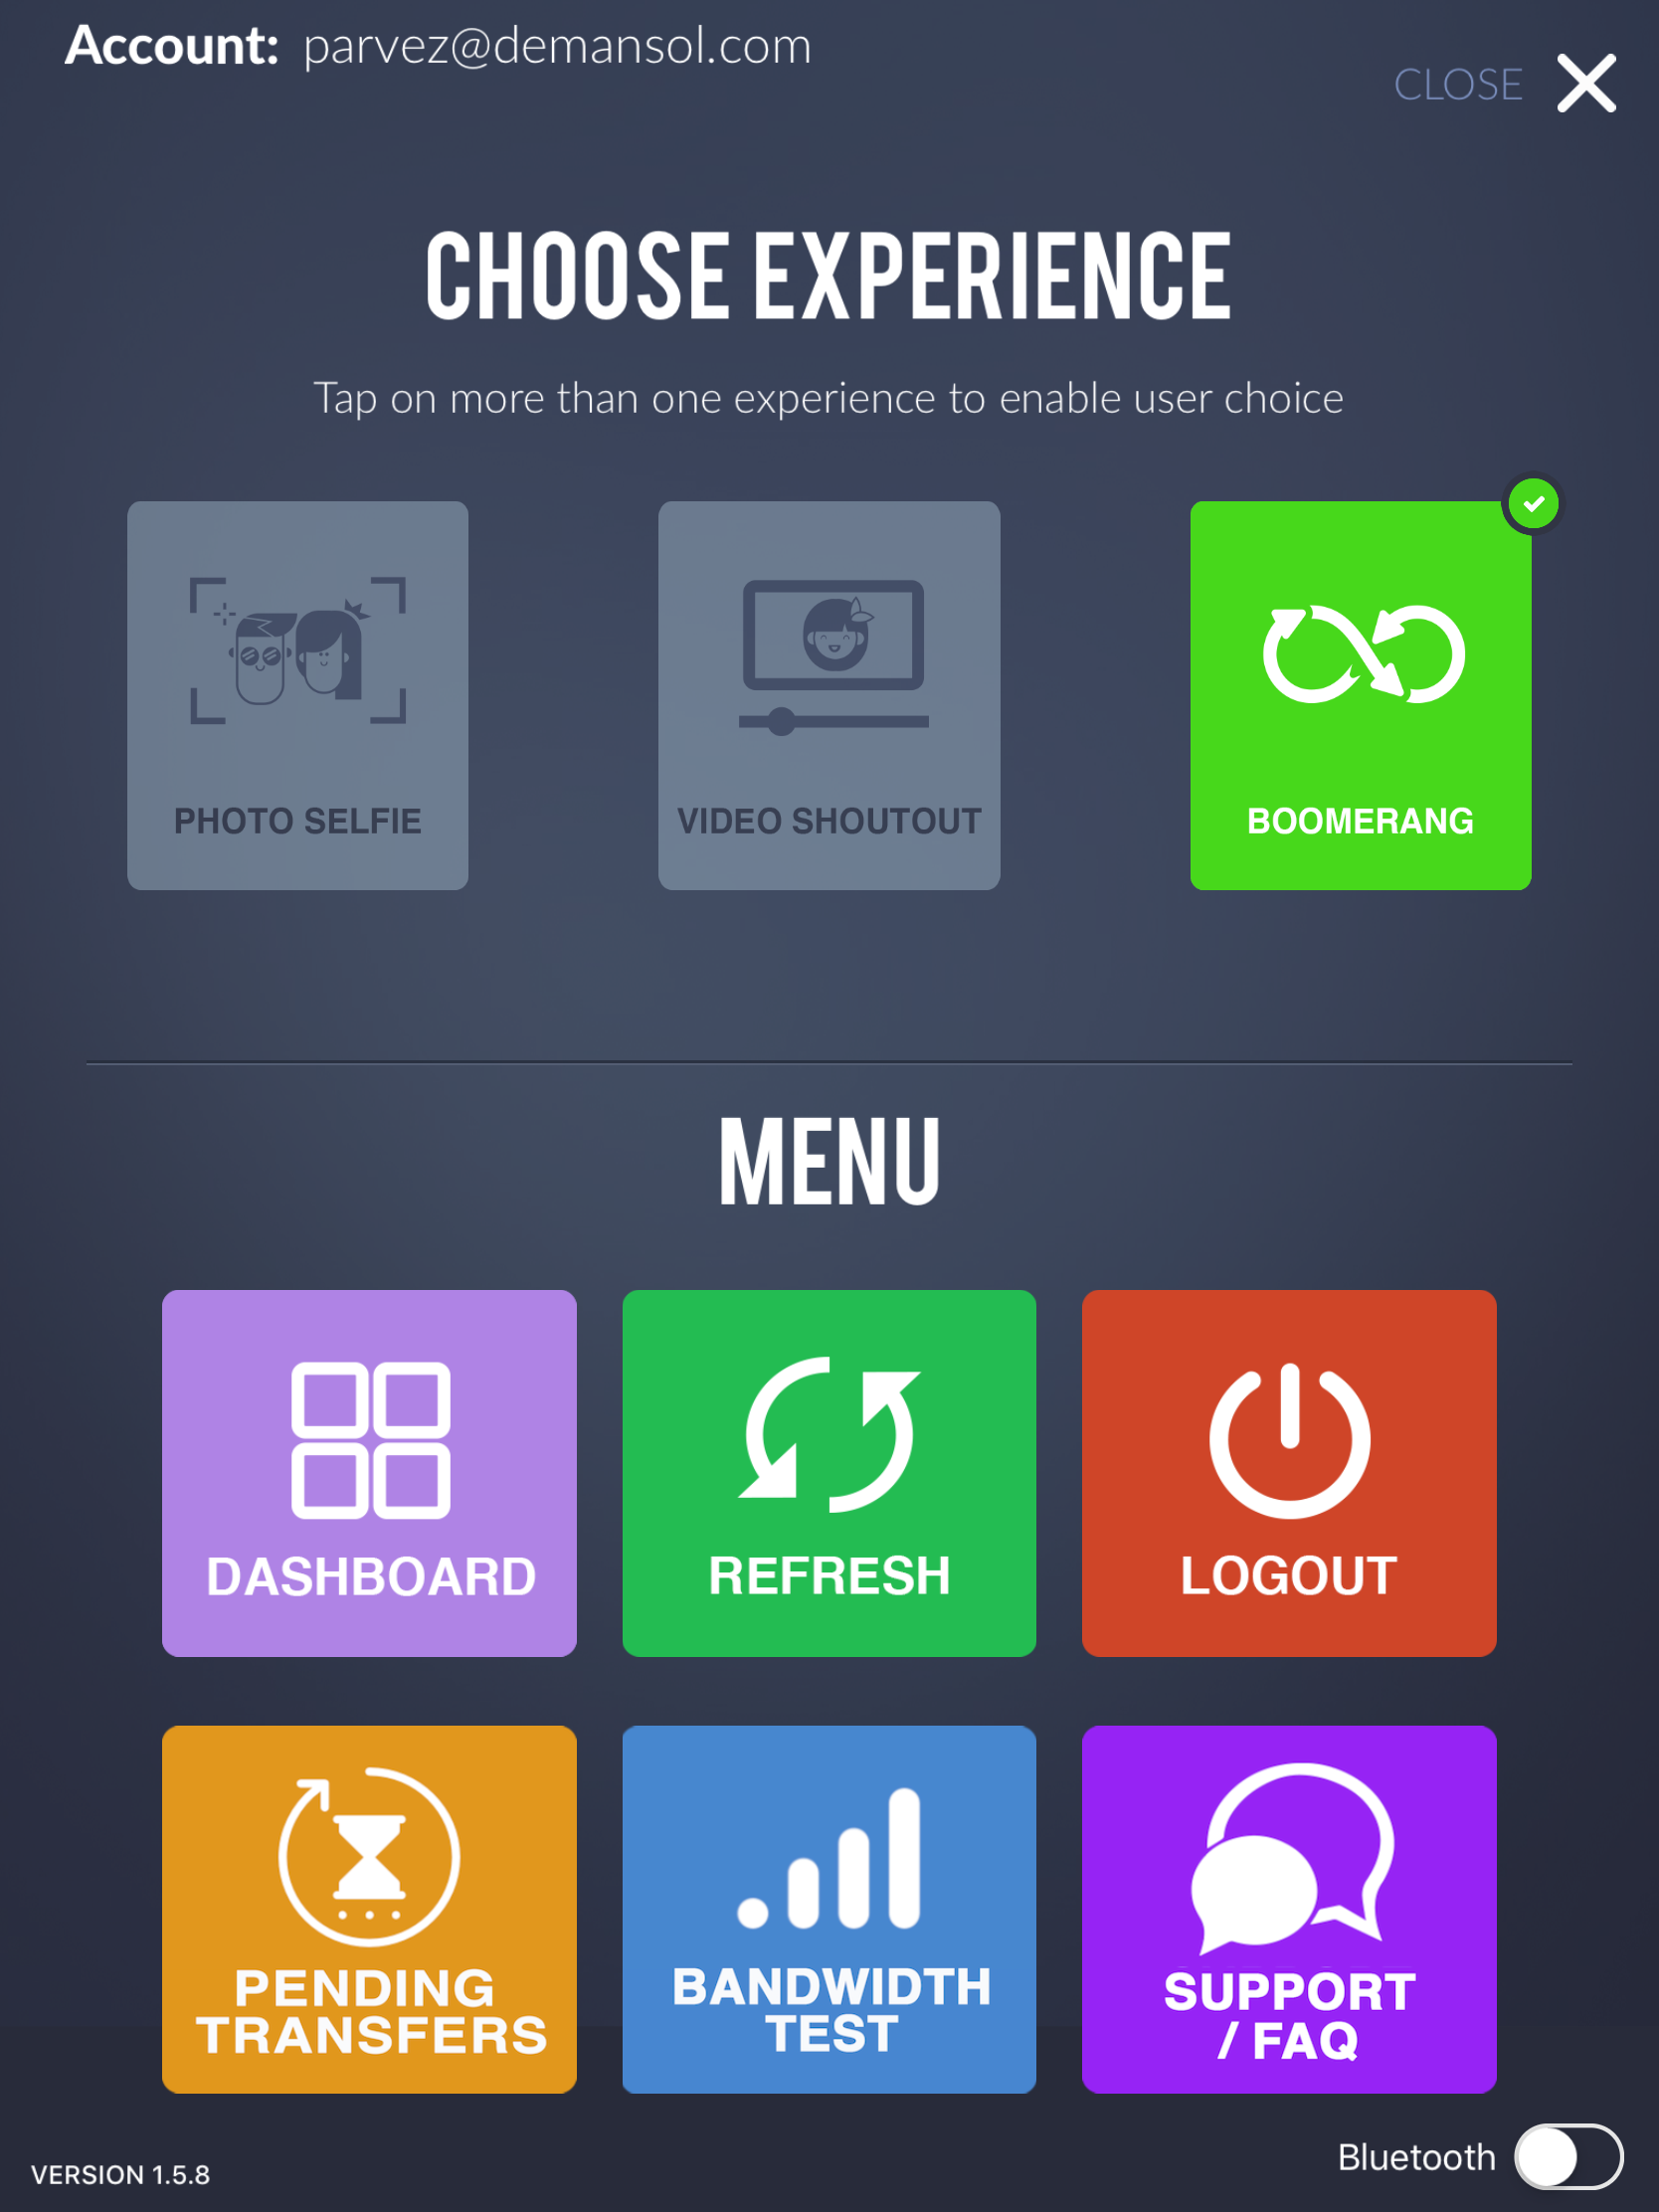 Account: parvez@demansol.com
CLOSE
CHOOSE EXPERIENCE
Tap on more than one experience to enable user choice
PHOTO SELFIE
VIDEO SHOUTOUT
BOOMERANG
MENU
DASHBOARD
REFRESH
LOGOUT
PENDING
TRANSFERS
BANDWIDTH
TEST
SUPPORT
/ FAQ
VERSION 1.5.8
Bluetooth